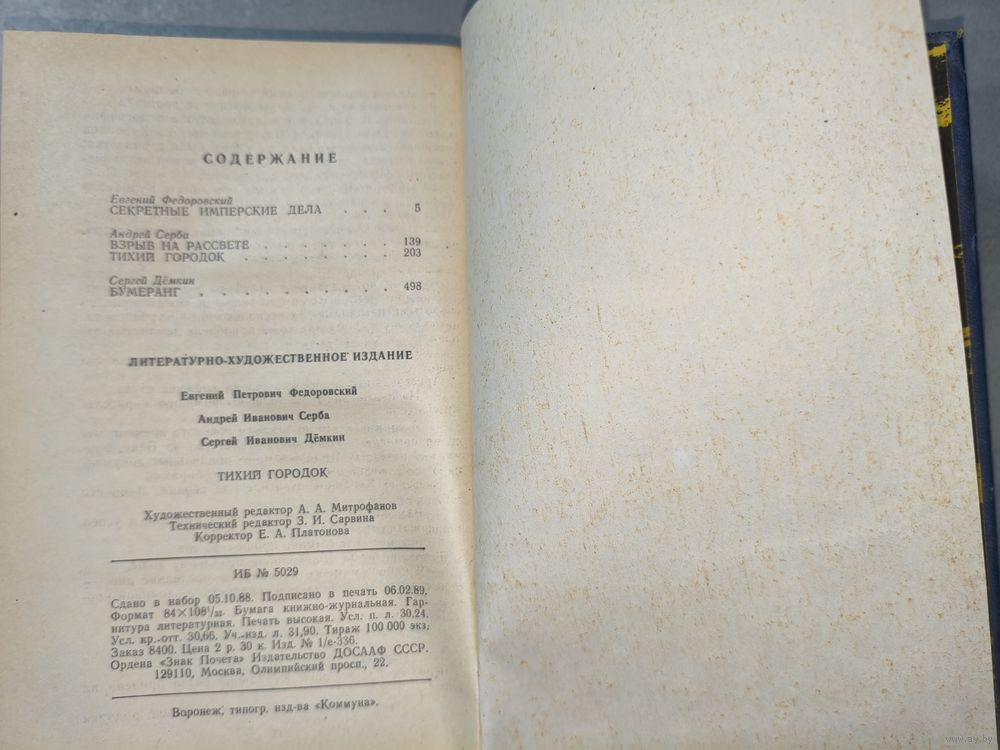 СОДЕРЖАНИЕ
Евгений Федоровский
СЕКРЕТНЫЕ ИМПЕРСКИЕ ДЕЛА . . . 5
Андрей Серба
ВЗРЫВ НА РАССВЕТЕ . . . . . . . 139
ТИХИЙ ГОРОДОК . . . . . . . . 203
Сергей Дёмкин
БУМЕРАНГ . . . . . . . . . . 498
ЛИТЕРАТУРНО-ХУДОЖЕСТВЕННОЕ ИЗДАНИЕ
Евгений Петрович Федоровский
Андрей Иванович Серба
Сергей Иванович Дёмкин
ТИХИЙ ГОРОДОК
Художественный редактор А. А. Митрофанов
Технический редактор З. И. Сарвина
Корректор Е. А. Платонова
ИБ № 5029
Сдано в набор 05.10.88. Подписано в печать 06.02.89.
Формат 84×108¹/₃₂. Бумага книжно-журнальная. Гар-
нитура литературная. Печать высокая. Усл. п. л. 30,24.
Усл. кр.-отт. 30,66. Уч.-изд. л. 31,90. Тираж 100 000 экз.
Заказ 8400. Цена 2 р. 30 к. Изд. № 1/е-336.
Ордена «Знак Почета» Издательство ДОСААФ СССР.
129110, Москва, Олимпийский просп., 22.
Воронеж, типогр. изд-ва «Коммуна».
www.ay.by